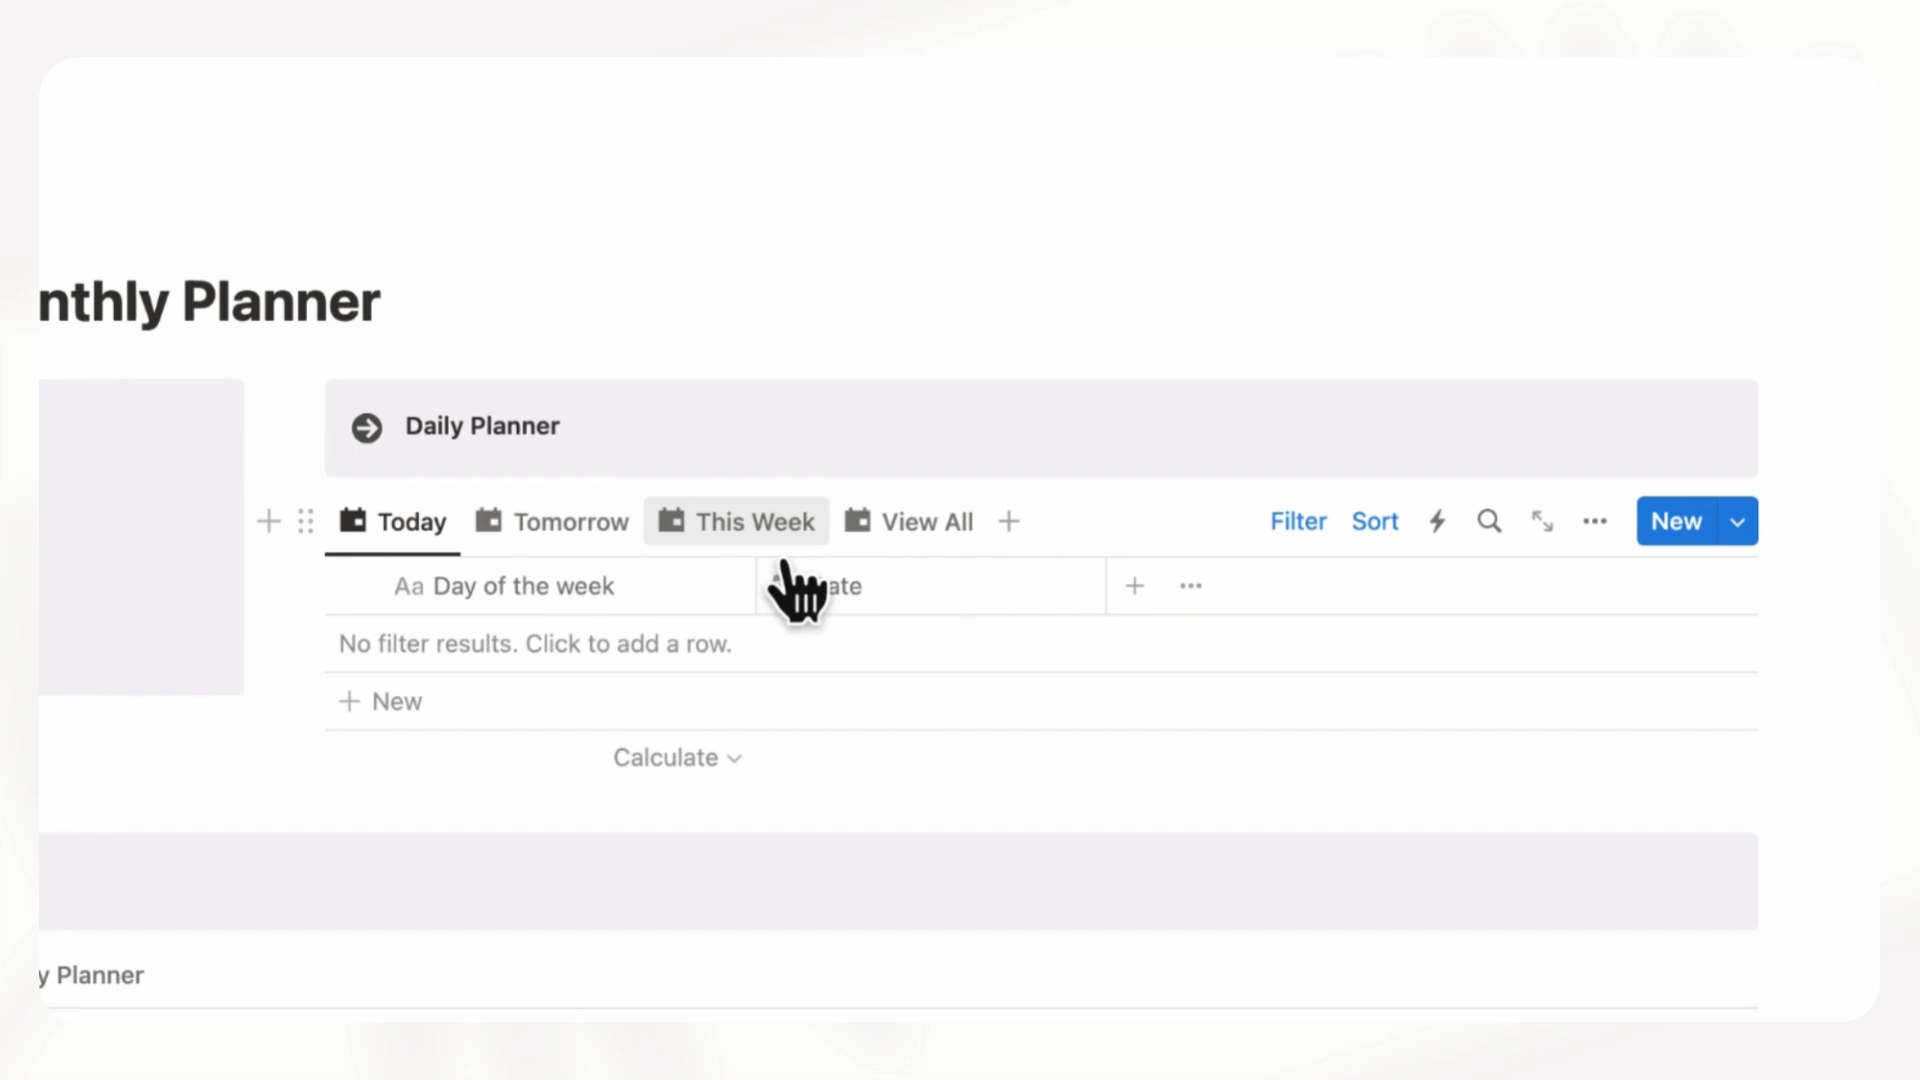 nthly Planner
Daily Planner
Today Tomorrow This Week View All Filter Sort New
Aa Day of the week ate
No filter results. Click to add a row.
New
Calculate
y Planner